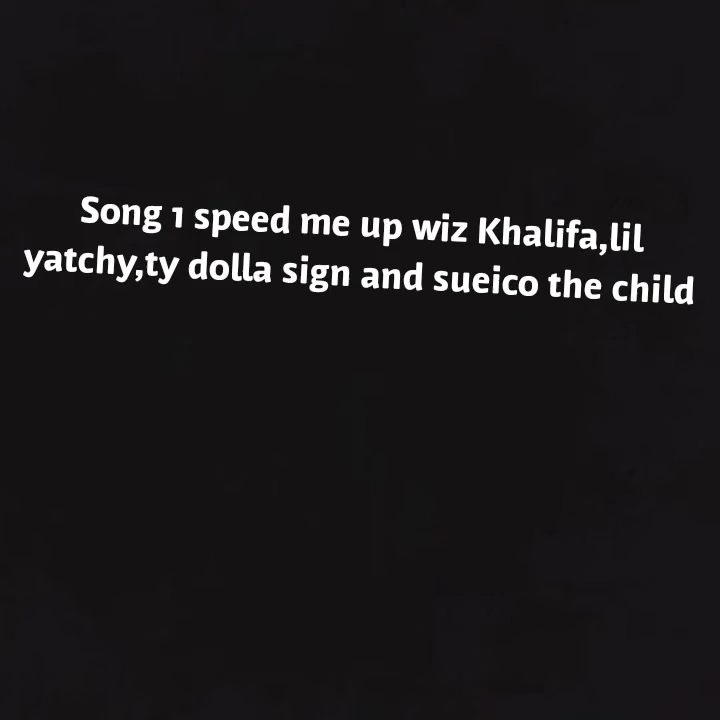 Song 1 speed me up wiz Khalifa,lil
yatchy,ty dolla sign and sueico the child